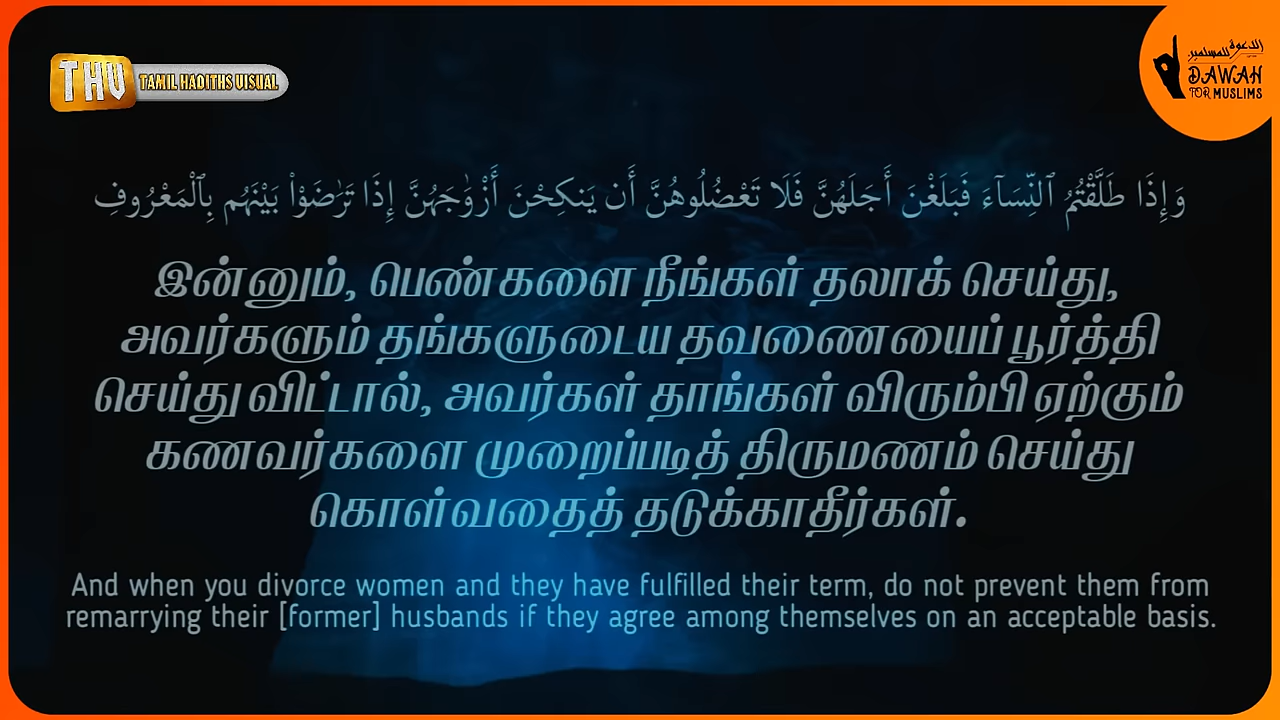 THV
TAMIL HADITHS VISUAL
الدعوة للمسلمين
DAWAH
FOR MUSLIMS
وَإِذَا طَلَّقْتُمُ ٱلنِّسَآءَ فَبَلَغْنَ أَجَلَهُنَّ فَلَا تَعْضُلُوهُنَّ أَن يَنكِحْنَ أَزْوَٰجَهُنَّ إِذَا تَرَٰضَوْا۟ بَيْنَهُم بِٱلْمَعْرُوفِ
இன்னும், பெண்களை நீங்கள் தலாக் செய்து,
அவர்களும் தங்களுடைய தவணையைப் பூர்த்தி
செய்து விட்டால், அவர்கள் தாங்கள் விரும்பி ஏற்கும்
கணவர்களை முறைப்படித் திருமணம் செய்து
கொள்வதைத் தடுக்காதீர்கள்.
And when you divorce women and they have fulfilled their term, do not prevent them from
remarrying their [former] husbands if they agree among themselves on an acceptable basis.